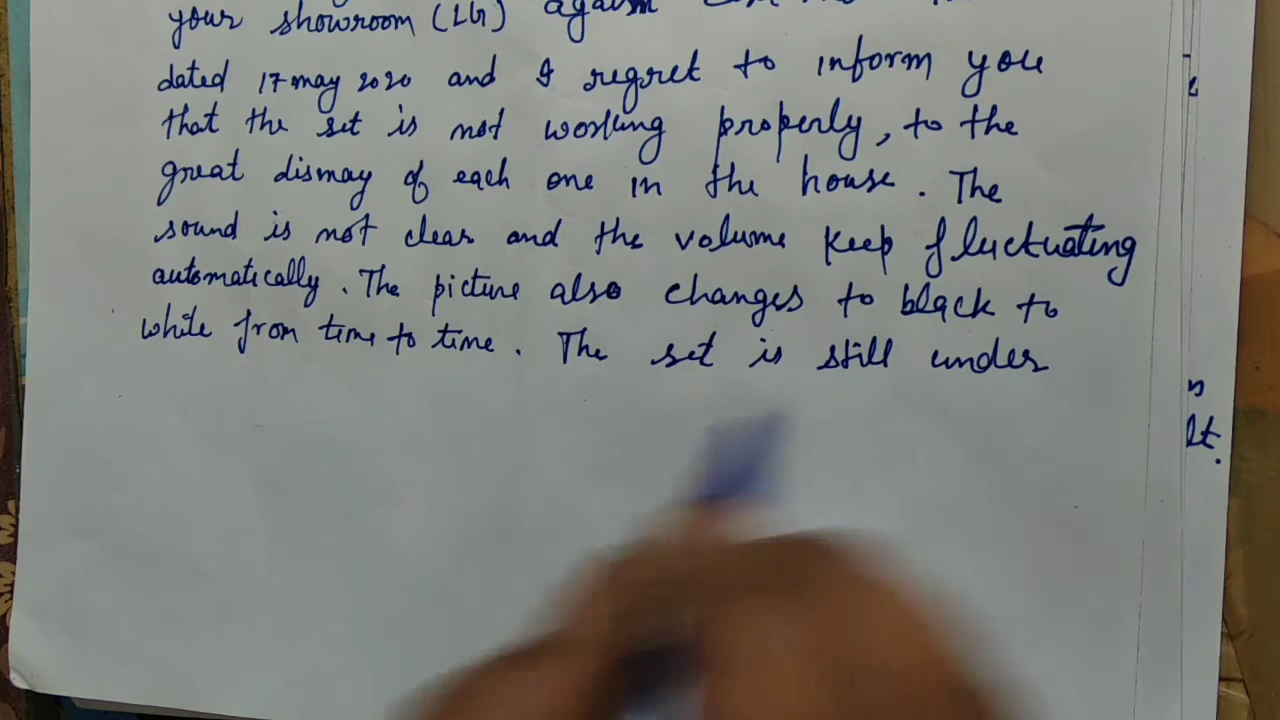 your showroom (LG) against
dated 17 may 2020 and I regret to inform you
that the set is not working properly, to the
great dismay of each one in the house. The
sound is not clear and the volume keep fluctuating
automatically. The picture also changes to black to
white from time to time. The set is still under
lt.